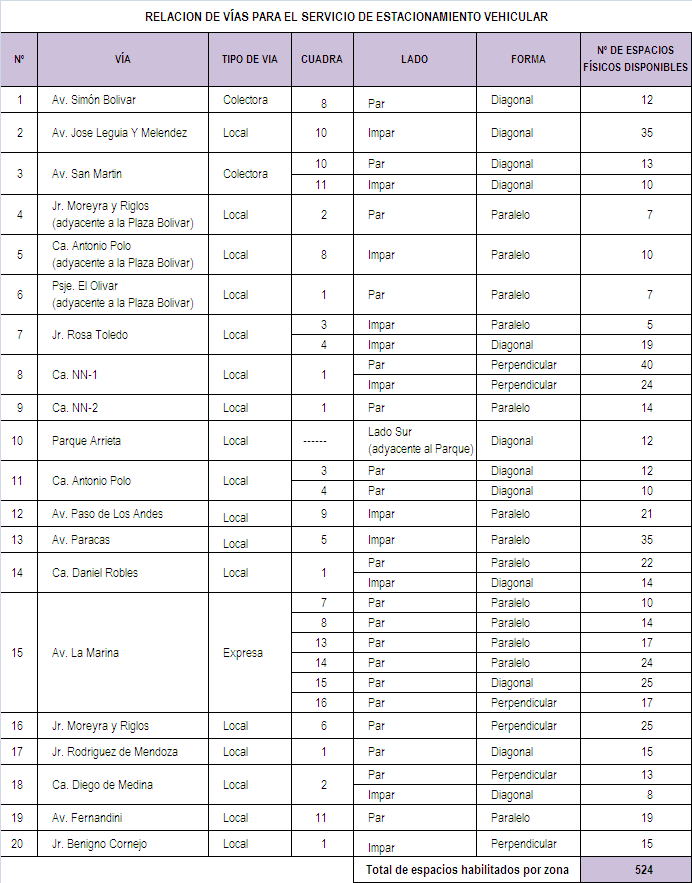 RELACION DE VÍAS PARA EL SERVICIO DE ESTACIONAMIENTO VEHICULAR
Nº VÍA TIPO DE VIA CUADRA LADO FORMA Nº DE ESPACIOS FÍSICOS DISPONIBLES
1 Av. Simón Bolivar Colectora 8 Par Diagonal 12
2 Av. Jose Leguia Y Melendez Local 10 Impar Diagonal 35
3 Av. San Martin Colectora 10 Par Diagonal 13
11 Impar Diagonal 10
4 Jr. Moreyra y Riglos (adyacente a la Plaza Bolivar) Local 2 Par Paralelo 7
5 Ca. Antonio Polo (adyacente a la Plaza Bolivar) Local 8 Impar Paralelo 10
6 Psje. El Olivar (adyacente a la Plaza Bolivar) Local 1 Par Paralelo 7
7 Jr. Rosa Toledo Local 3 Impar Paralelo 5
4 Impar Diagonal 19
8 Ca. NN-1 Local 1 Par Perpendicular 40
Impar Perpendicular 24
9 Ca. NN-2 Local 1 Par Paralelo 14
10 Parque Arrieta Local ------ Lado Sur (adyacente al Parque) Diagonal 12
11 Ca. Antonio Polo Local 3 Par Diagonal 12
4 Par Diagonal 10
12 Av. Paso de Los Andes Local 9 Impar Paralelo 21
13 Av. Paracas Local 5 Impar Paralelo 35
14 Ca. Daniel Robles Local 1 Par Paralelo 22
Impar Diagonal 14
15 Av. La Marina Expresa 7 Par Paralelo 10
8 Par Paralelo 14
13 Par Paralelo 17
14 Par Paralelo 24
15 Par Diagonal 25
16 Par Perpendicular 17
16 Jr. Moreyra y Riglos Local 6 Par Perpendicular 25
17 Jr. Rodriguez de Mendoza Local 1 Par Diagonal 15
18 Ca. Diego de Medina Local 2 Par Perpendicular 13
Impar Diagonal 8
19 Av. Fernandini Local 11 Par Paralelo 19
20 Jr. Benigno Cornejo Local 1 Impar Perpendicular 15
Total de espacios habilitados por zona 524